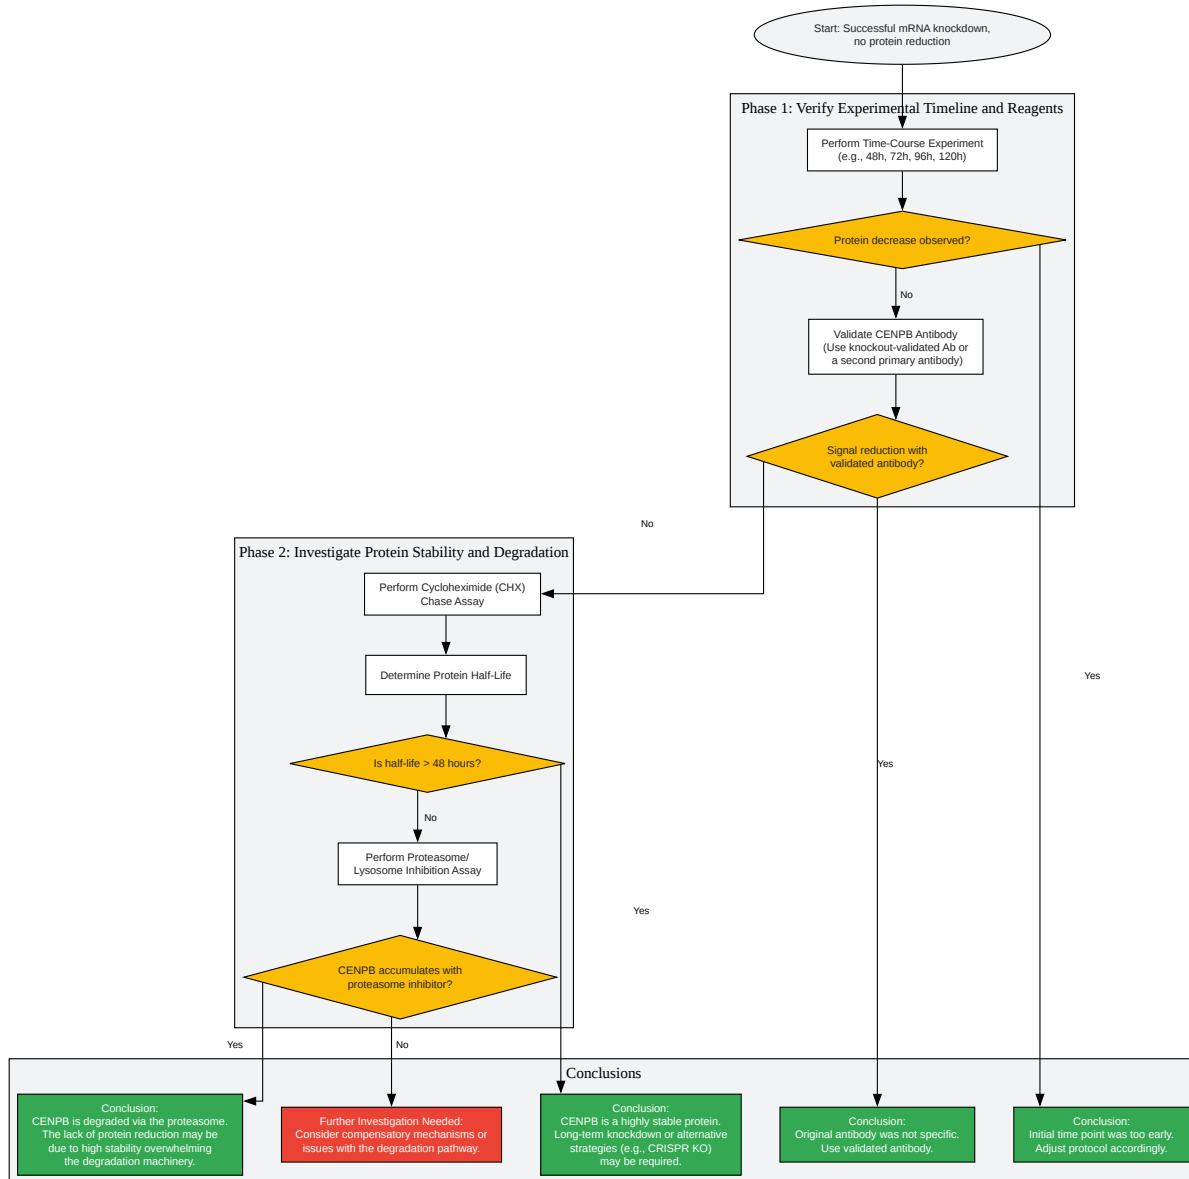 Start: Successful mRNA knockdown,
no protein reduction
Phase 1: Verify Experimental Timeline and Reagents
Perform Time-Course Experiment
(e.g., 48h, 72h, 96h, 120h)
Protein decrease observed?
No
Validate CENPB Antibody
(Use knockout-validated Ab or
a second primary antibody)
Signal reduction with
validated antibody?
No
Phase 2: Investigate Protein Stability and Degradation
Perform Cycloheximide (CHX)
Chase Assay
Determine Protein Half-Life
Yes
Is half-life > 48 hours?
Yes
No
Perform Proteasome/
Lysosome Inhibition Assay
Yes
CENPB accumulates with
proteasome inhibitor?
Yes
No
Conclusions
Conclusion:
CENPB is degraded via the proteasome.
The lack of protein reduction may be
due to high stability overwhelming
the degradation machinery.
Further Investigation Needed:
Consider compensatory mechanisms or
issues with the degradation pathway.
Conclusion:
CENPB is a highly stable protein.
Long-term knockdown or alternative
strategies (e.g., CRISPR KO)
may be required.
Conclusion:
Original antibody was not specific.
Use validated antibody.
Conclusion:
Initial time point was too early.
Adjust protocol accordingly.